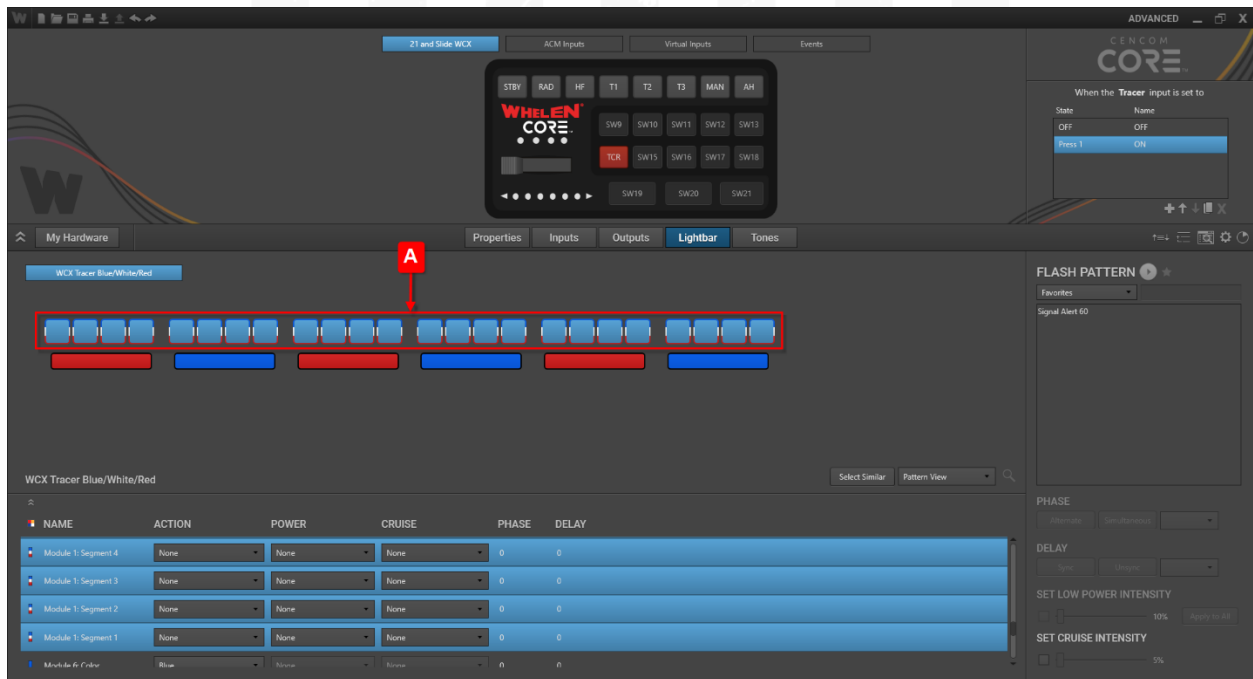 W ADVANCED X
21 and Slide WCX ACM Inputs Virtual Inputs Events
CENCOM
CORE
When the Tracer input is set to
State Name
OFF OFF
Press 1 ON
STBY RAD HF T1 T2 T3 MAN AH
WHELEN
CORE
SW9 SW10 SW11 SW12 SW13
TCR SW15 SW16 SW17 SW18
SW19 SW20 SW21
W
My Hardware
Properties Inputs Outputs Lightbar Tones
A
WCX Tracer Blue/White/Red
FLASH PATTERN
Favorites
Signal Alert 60
WCX Tracer Blue/White/Red
Select Similar Pattern View
NAME ACTION POWER CRUISE PHASE DELAY
Module 1: Segment 4 None None None 0 0
Module 1: Segment 3 None None None 0 0
Module 1: Segment 2 None None None 0 0
Module 1: Segment 1 None None None 0 0
Module 6: Color Blue None None 0 0
PHASE
Alternate Simultaneous
DELAY
Sync Unsync
SET LOW POWER INTENSITY
10% Apply to All
SET CRUISE INTENSITY
5%